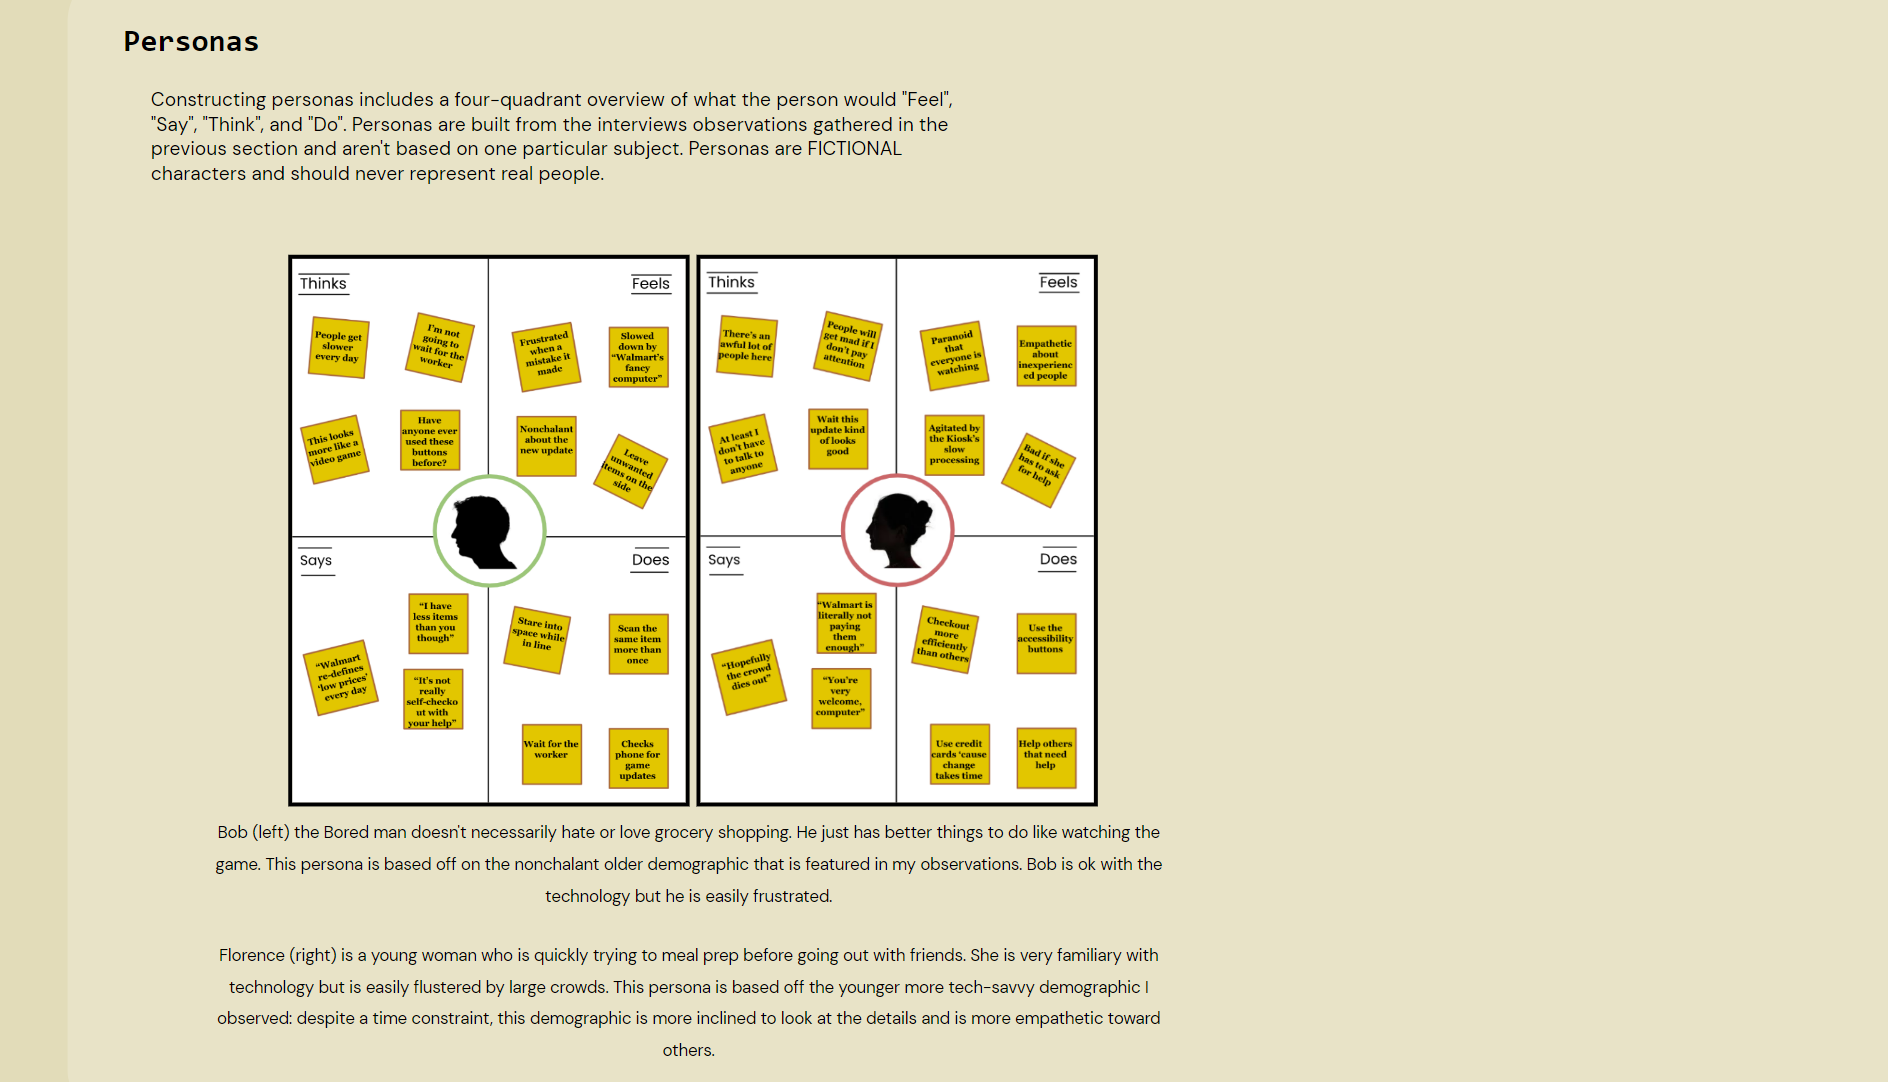 Personas
Constructing personas includes a four-quadrant overview of what the person would "Feel",
"Say", "Think", and "Do". Personas are built from the interviews observations gathered in the
previous section and aren't based on one particular subject. Personas are FICTIONAL
characters and should never represent real people.
Thinks
People get
slower
every day
I'm not
going to
wait for the
worker
This looks
more like a
video game
Have
anyone ever
used these
buttons
before?
Feels
Frustrated
when a
mistake it
made
Slowed
down by
“Walmart's
fancy
computer”
Nonchalant
about the
new update
Leave
unwanted
items on the
side
Says
“I have
less items
than you
though”
“Walmart
re-defines
‘low prices’
every day
“It's not
really
self-checko
ut with
your help”
Does
Stare into
space while
in line
Scan the
same item
more than
once
Wait for the
worker
Checks
phone for
game
updates
Thinks
There's an
awful lot of
people here
People will
get mad if I
don't pay
attention
At least I
don't have
to talk to
anyone
Wait this
update kind
of looks
good
Feels
Paranoid
that
everyone is
watching
Empathetic
about
inexperienc
ed people
Agitated by
the Kiosk's
slow
processing
Bad if she
has to ask
for help
Says
“Walmart is
literally not
paying
them
enough”
“Hopefully
the crowd
dies out”
“You're
very
welcome,
computer”
Does
Checkout
more
efficiently
than others
Use the
accessibility
buttons
Use credit
cards ‘cause
change
takes time
Help others
that need
help
Bob (left) the Bored man doesn't necessarily hate or love grocery shopping. He just has better things to do like watching the
game. This persona is based off on the nonchalant older demographic that is featured in my observations. Bob is ok with the
technology but he is easily frustrated.
Florence (right) is a young woman who is quickly trying to meal prep before going out with friends. She is very familiary with
technology but is easily flustered by large crowds. This persona is based off the younger more tech-savvy demographic I
observed: despite a time constraint, this demographic is more inclined to look at the details and is more empathetic toward
others.